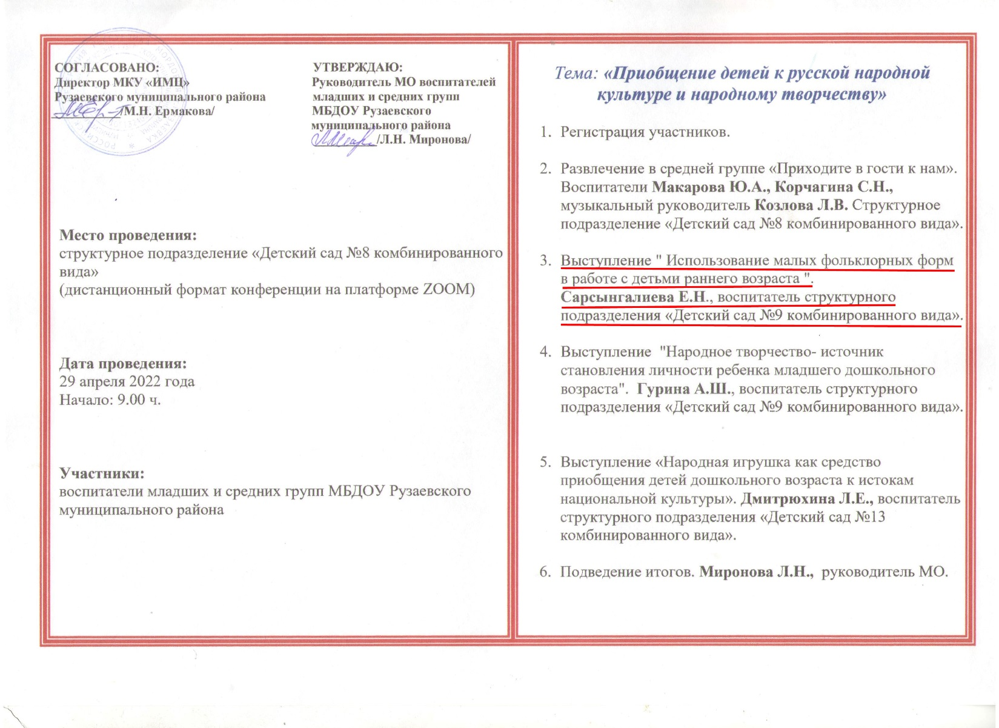 СОГЛАСОВАНО:
Директор МКУ «ИМЦ»
Рузаевского муниципального района
/М.Н. Ермакова/
УТВЕРЖДАЮ:
Руководитель МО воспитателей
младших и средних групп
МБДОУ Рузаевского
муниципального района
/Л.Н. Миронова/
Место проведения:
структурное подразделение «Детский сад №8 комбинированного
вида»
(дистанционный формат конференции на платформе ZOOM)
Дата проведения:
29 апреля 2022 года
Начало: 9.00 ч.
Участники:
воспитатели младших и средних групп МБДОУ Рузаевского
муниципального района
Тема: «Приобщение детей к русской народной
культуре и народному творчеству»
1. Регистрация участников.
2. Развлечение в средней группе «Приходите в гости к нам».
Воспитатели Макарова Ю.А., Корчагина С.Н.,
музыкальный руководитель Козлова Л.В. Структурное
подразделение «Детский сад №8 комбинированного вида».
3. Выступление " Использование малых фольклорных форм
в работе с детьми раннего возраста ".
Сарсынгалиева Е.Н., воспитатель структурного
подразделения «Детский сад №9 комбинированного вида».
4. Выступление "Народное творчество- источник
становления личности ребенка младшего дошкольного
возраста". Гурина А.Ш., воспитатель структурного
подразделения «Детский сад №9 комбинированного вида».
5. Выступление «Народная игрушка как средство
приобщения детей дошкольного возраста к истокам
национальной культуры». Дмитрюхина Л.Е., воспитатель
структурного подразделения «Детский сад №13
комбинированного вида».
6. Подведение итогов. Миронова Л.Н., руководитель МО.